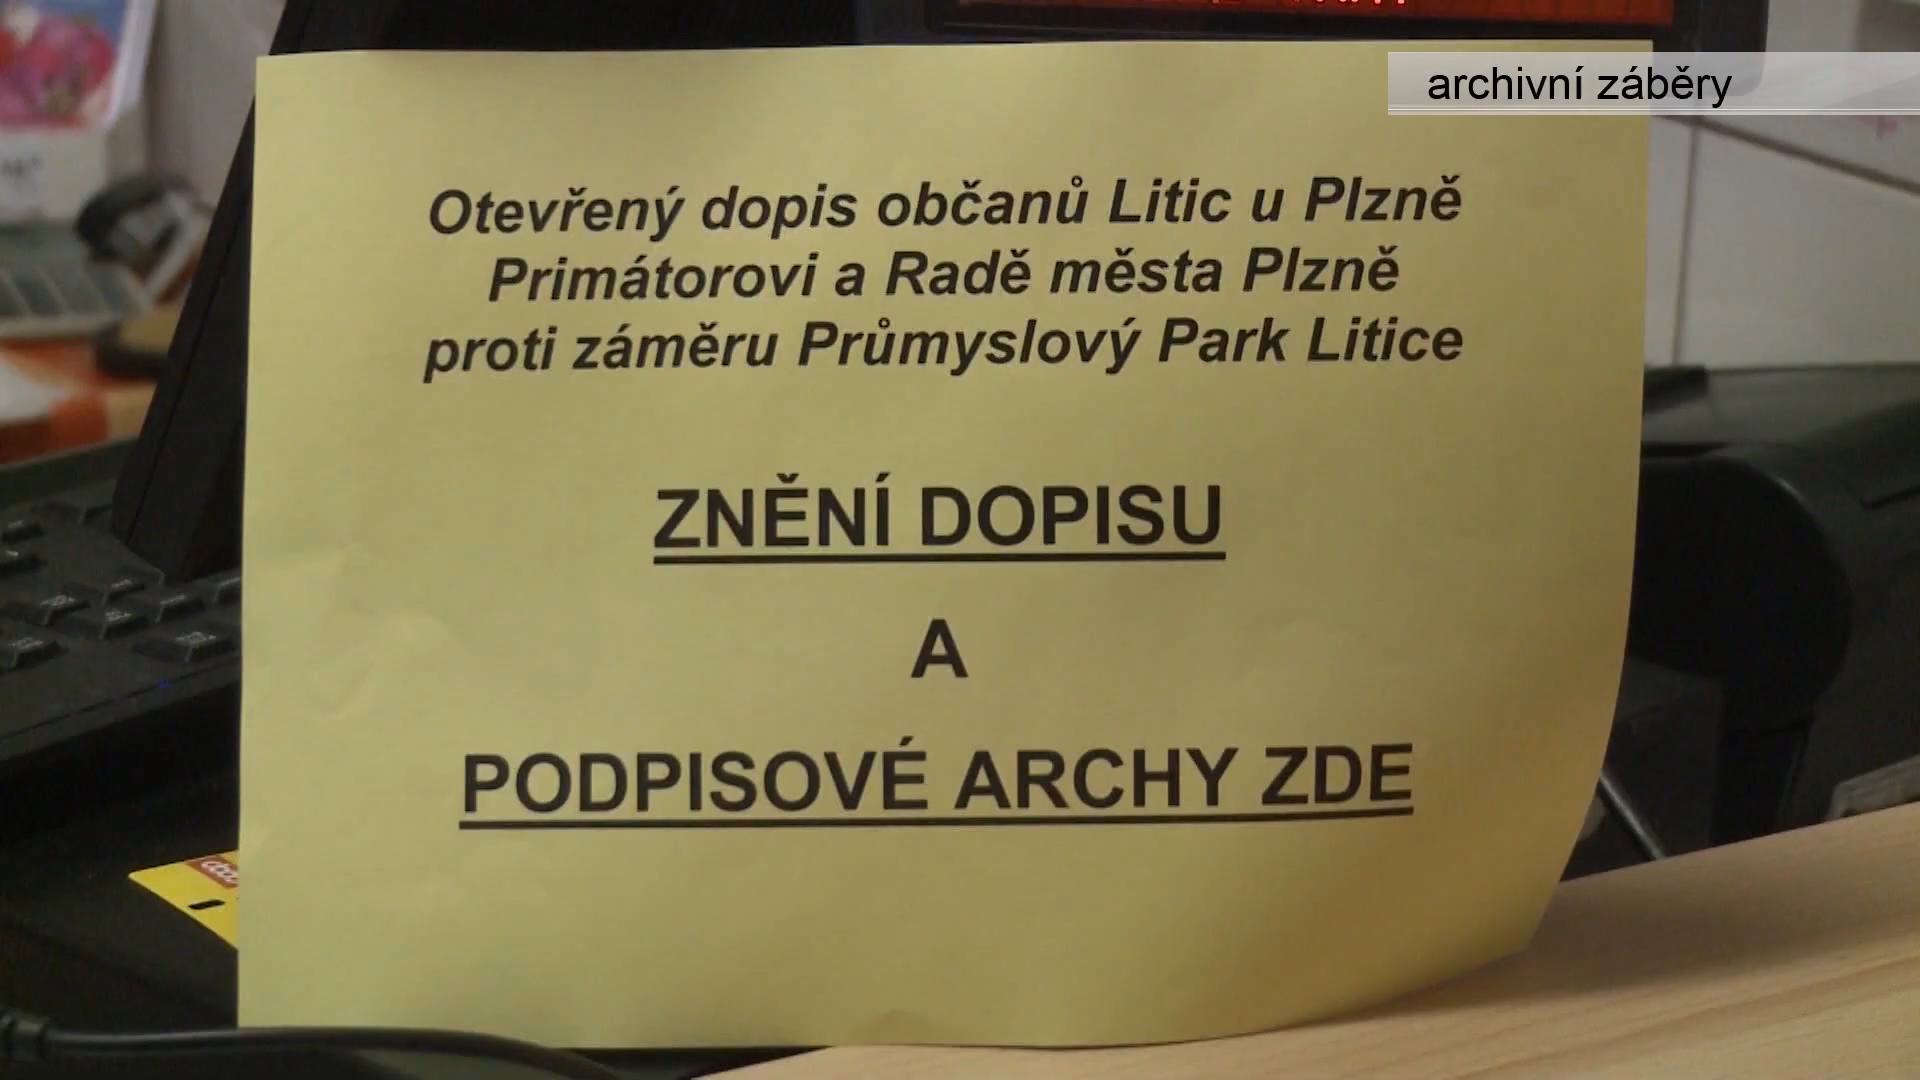 archivní záběry
Otevřený dopis občanů Litic u Plzně
Primátorovi a Radě města Plzně
proti záměru Průmyslový Park Litice
ZNĚNÍ DOPISU
A
PODPISOVÉ ARCHY ZDE